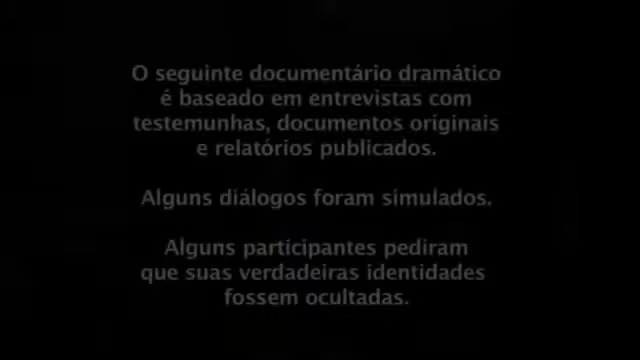 O seguinte documentário dramático
é baseado em entrevistas com
testemunhas, documentos originais
e relatórios publicados.
Alguns diálogos foram simulados.
Alguns participantes pediram
que suas verdadeiras identidades
fossem ocultadas.